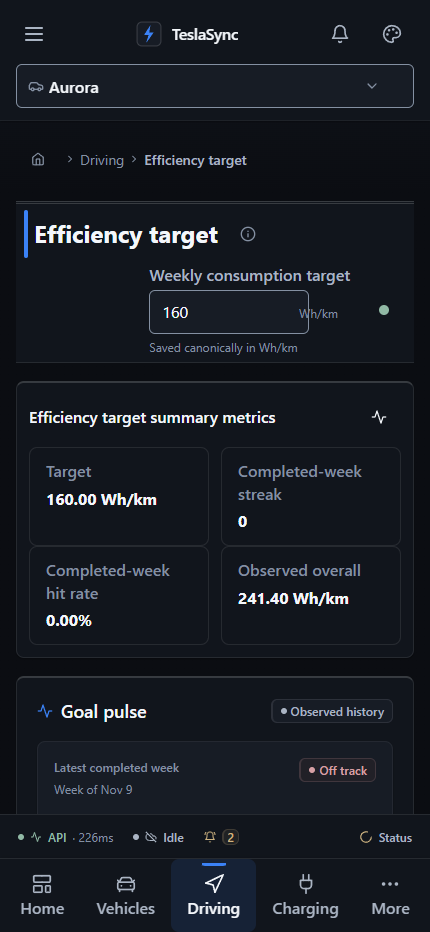 TeslaSync
Aurora
Driving
Efficiency target
Efficiency target
Weekly consumption target
160
Wh/km
Saved canonically in Wh/km
Efficiency target summary metrics
Target
160.00 Wh/km
Completed-week
streak
0
Completed-week
hit rate
0.00%
Observed overall
241.40 Wh/km
Goal pulse
Observed history
Latest completed week
Week of Nov 9
Off track
API · 226ms
Idle
2
Status
Home
Vehicles
Driving
Charging
More